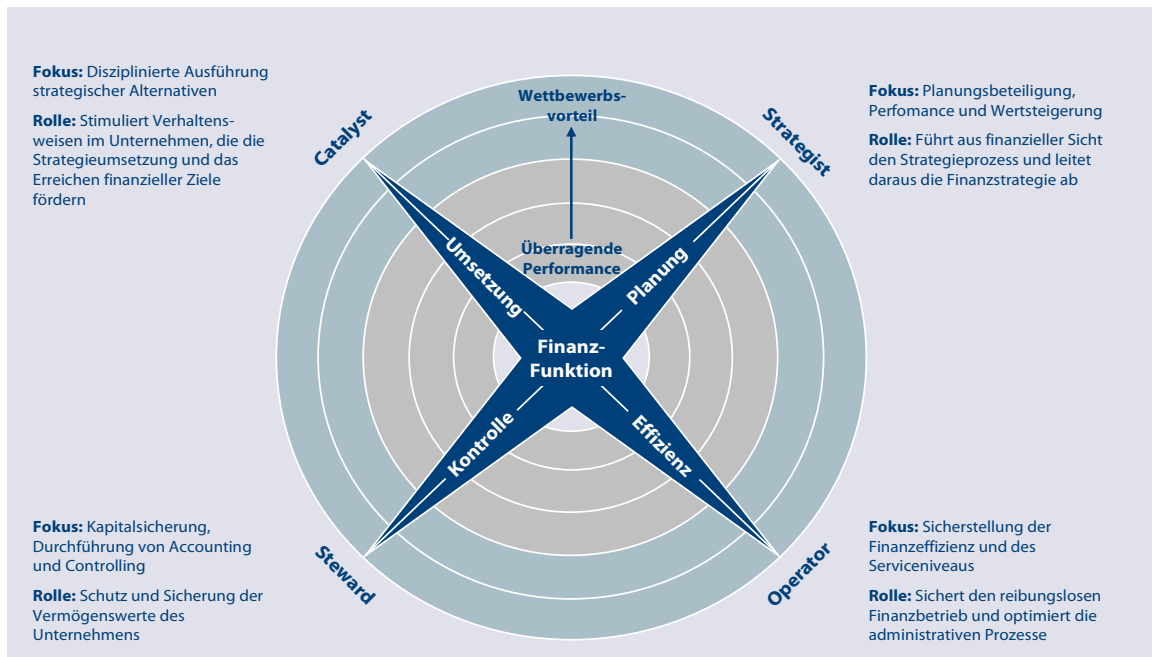 Fokus: Disziplinierte Ausführung
strategischer Alternativen
Rolle: Stimuliert Verhaltens-
weisen im Unternehmen, die die
Strategieumsetzung und das
Erreichen finanzieller Ziele
fördern
Catalyst
Wettbewerbs-
vorteil
Überragende
Performance
Strategist
Fokus: Planungsbeteiligung,
Perfomance und Wertsteigerung
Rolle: Führt aus finanzieller Sicht
den Strategieprozess und leitet
daraus die Finanzstrategie ab
Umsetzung
Planung
Finanz-
Funktion
Kontrolle
Effizienz
Fokus: Kapitalsicherung,
Durchführung von Accounting
und Controlling
Rolle: Schutz und Sicherung der
Vermögenswerte des
Unternehmens
Steward
Operator
Fokus: Sicherstellung der
Finanzeffizienz und des
Serviceniveaus
Rolle: Sichert den reibungslosen
Finanzbetrieb und optimiert die
administrativen Prozesse